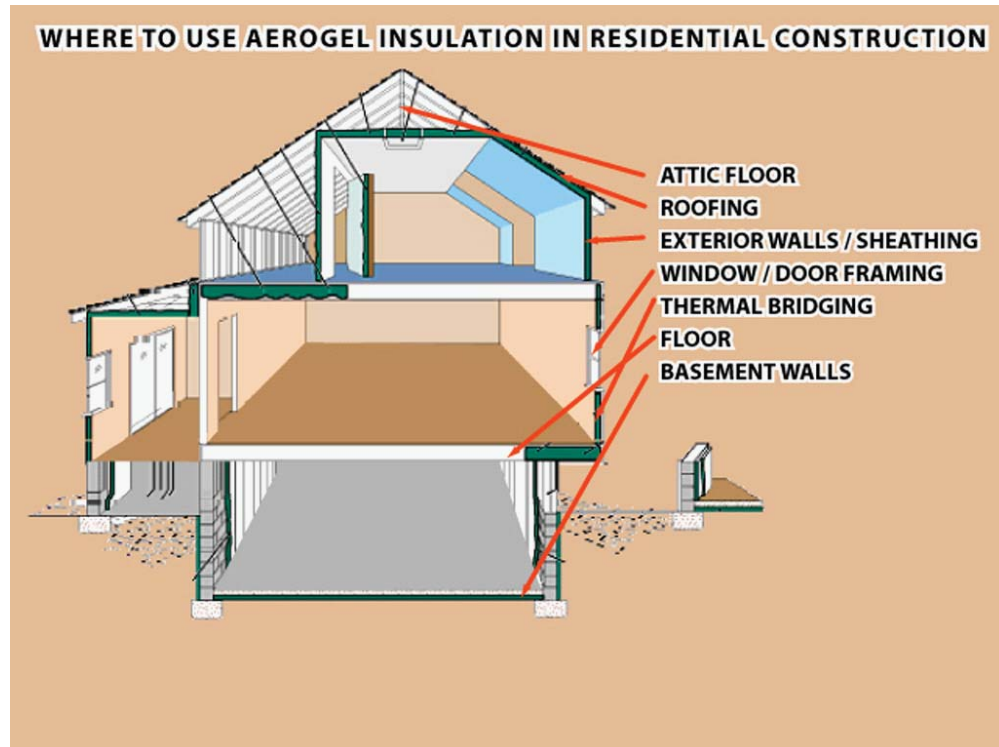 WHERE TO USE AEROGEL INSULATION IN RESIDENTIAL CONSTRUCTION
ATTIC FLOOR
ROOFING
EXTERIOR WALLS / SHEATHING
WINDOW / DOOR FRAMING
THERMAL BRIDGING
FLOOR
BASEMENT WALLS